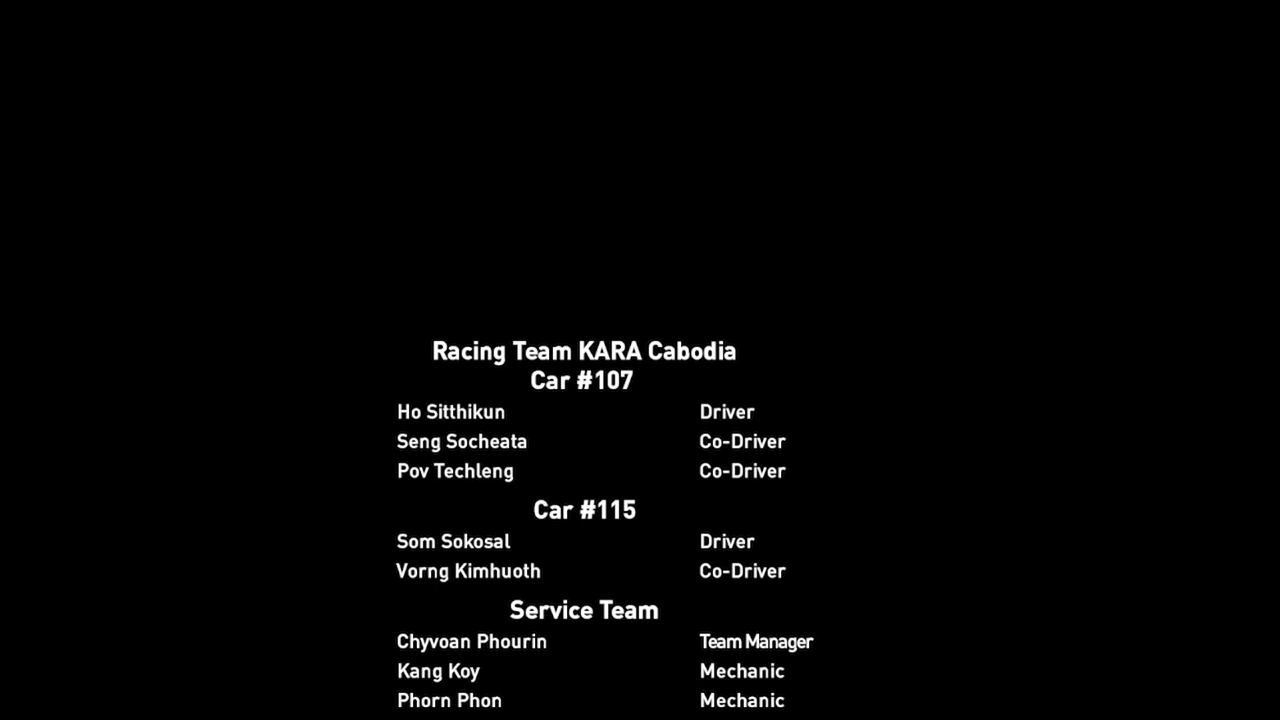 Racing Team KARA Cabodia
Car #107
Ho Sitthikun Driver
Seng Socheata Co-Driver
Pov Techleng Co-Driver
Car #115
Som Sokosal Driver
Vorng Kimhuoth Co-Driver
Service Team
Chyvoan Phourin Team Manager
Kang Koy Mechanic
Phorn Phon Mechanic